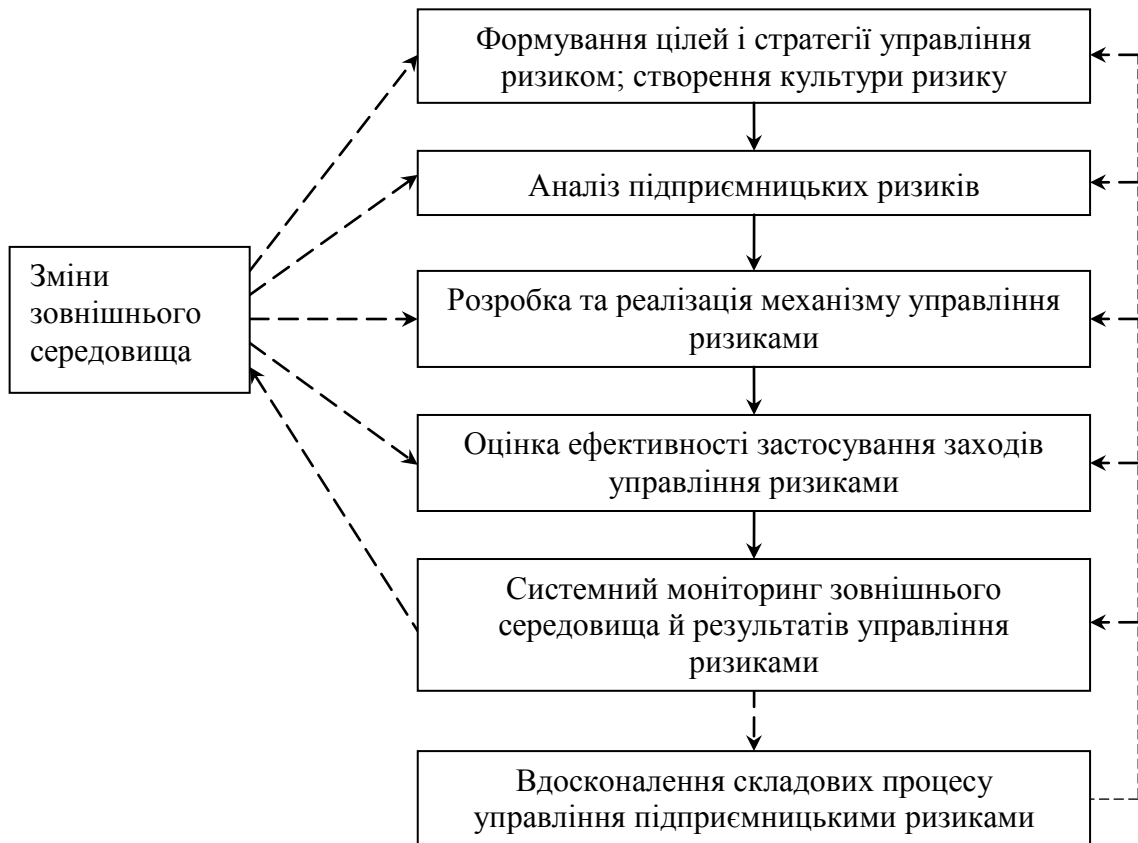 Формування цілей і стратегії управління
ризиком; створення культури ризику
Аналіз підприємницьких ризиків
Зміни
зовнішнього
середовища
Розробка та реалізація механізму управління
ризиками
Оцінка ефективності застосування заходів
управління ризиками
Системний моніторинг зовнішнього
середовища й результатів управління
ризиками
Вдосконалення складових процесу
управління підприємницькими ризиками